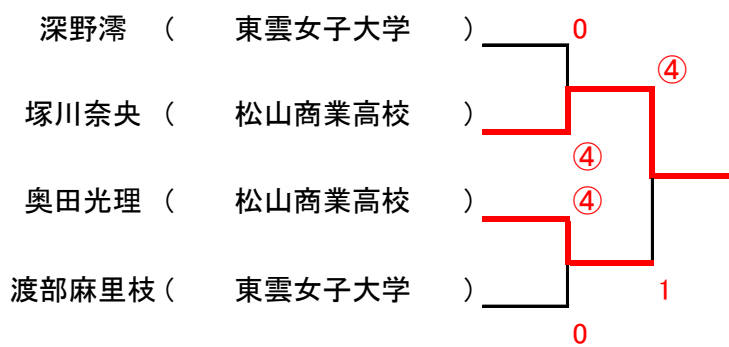 深野澪 ( 東雲女子大学 ) 0
④
塚川奈央 ( 松山商業高校 )
④
奥田光理 ( 松山商業高校 ) ④
渡部麻里枝 ( 東雲女子大学 ) 1
0